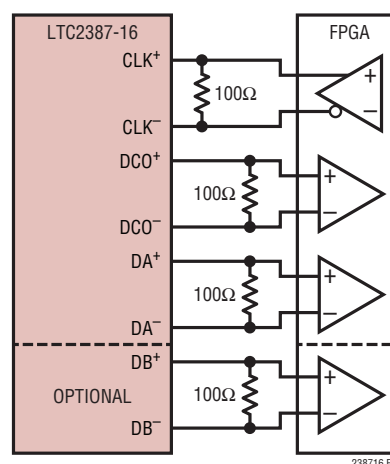 LTC2387-16
FPGA
CLK+
+
100Ω
CLK–
–
DCO+
+
100Ω
DCO–
–
DA+
+
100Ω
DA–
–
DB+
+
OPTIONAL
100Ω
DB–
–